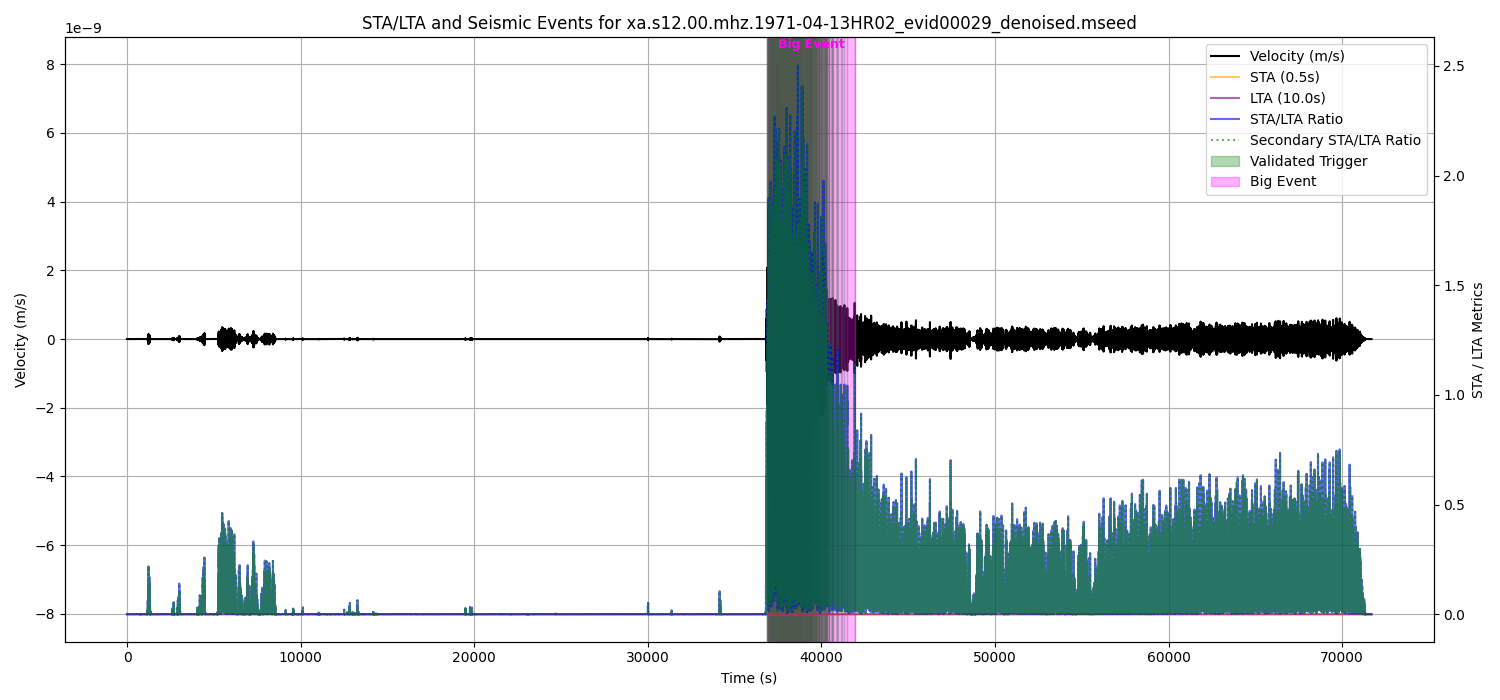 STA/LTA and Seismic Events for xa.s12.00.mhz.1971-04-13HR02_evid00029_denoised.mseed
1e−9
Big Event
Velocity (m/s)
STA (0.5s)
LTA (10.0s)
STA/LTA Ratio
Secondary STA/LTA Ratio
Validated Trigger
Big Event
8
6
4
2
0
−2
−4
−6
−8
Velocity (m/s)
2.5
2.0
1.5
1.0
0.5
0.0
STA / LTA Metrics
0 10000 20000 30000 40000 50000 60000 70000
Time (s)